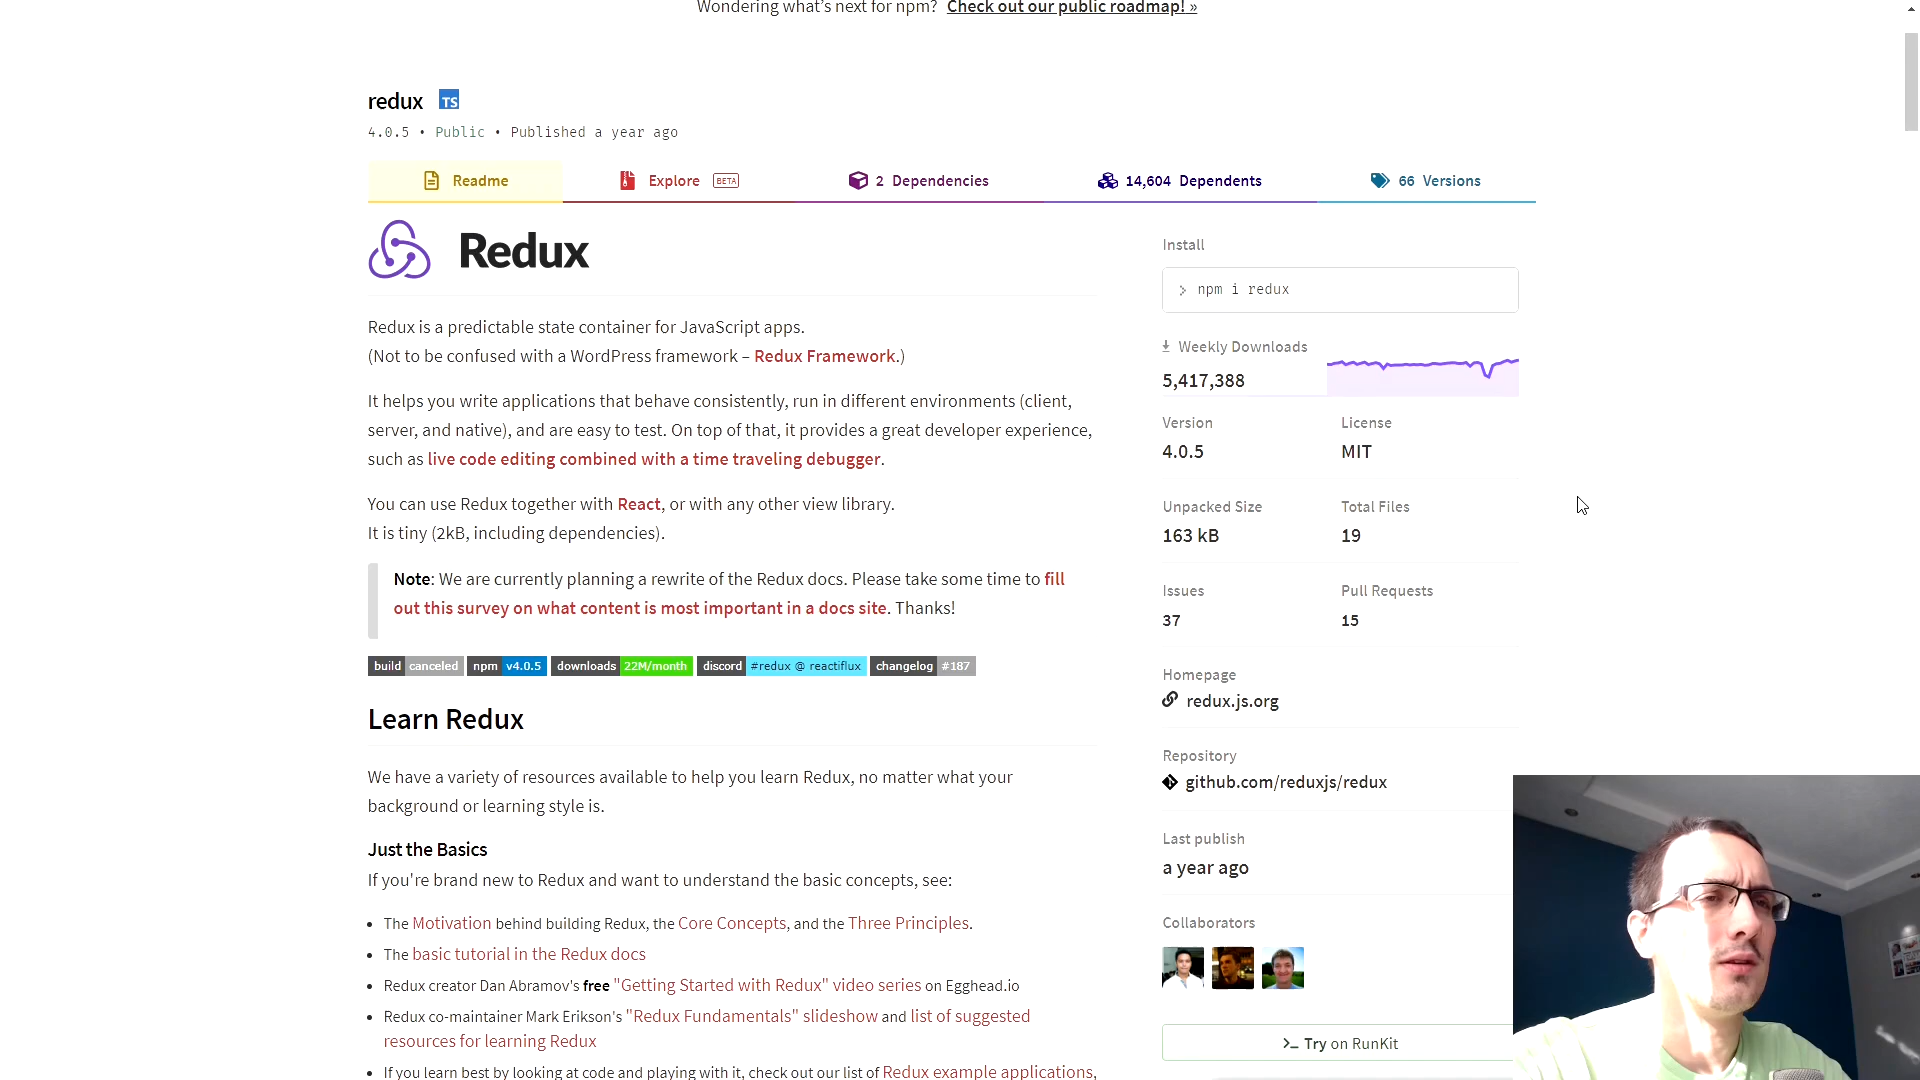 Wondering what's next for npm? Check out our public roadmap! »
redux TS
4.0.5 • Public • Published a year ago
Readme
Explore BETA
2 Dependencies
14,604 Dependents
66 Versions
Redux
Redux is a predictable state container for JavaScript apps.
(Not to be confused with a WordPress framework – Redux Framework.)
It helps you write applications that behave consistently, run in different environments (client,
server, and native), and are easy to test. On top of that, it provides a great developer experience,
such as live code editing combined with a time traveling debugger.
You can use Redux together with React, or with any other view library.
It is tiny (2kB, including dependencies).
Note: We are currently planning a rewrite of the Redux docs. Please take some time to fill
out this survey on what content is most important in a docs site. Thanks!
build canceled npm v4.0.5 downloads 22M/month discord #redux @ reactiflux changelog #187
Learn Redux
We have a variety of resources available to help you learn Redux, no matter what your
background or learning style is.
Just the Basics
If you're brand new to Redux and want to understand the basic concepts, see:
• The Motivation behind building Redux, the Core Concepts, and the Three Principles.
• The basic tutorial in the Redux docs
• Redux creator Dan Abramov's free "Getting Started with Redux" video series on Egghead.io
• Redux co-maintainer Mark Erikson's "Redux Fundamentals" slideshow and list of suggested
resources for learning Redux
• If you learn best by looking at code and playing with it, check out our list of Redux example applications,
Install
> npm i redux
Weekly Downloads
5,417,388
Version
4.0.5
License
MIT
Unpacked Size
163 kB
Total Files
19
Issues
37
Pull Requests
15
Homepage
redux.js.org
Repository
github.com/reduxjs/redux
Last publish
a year ago
Collaborators
>_ Try on RunKit